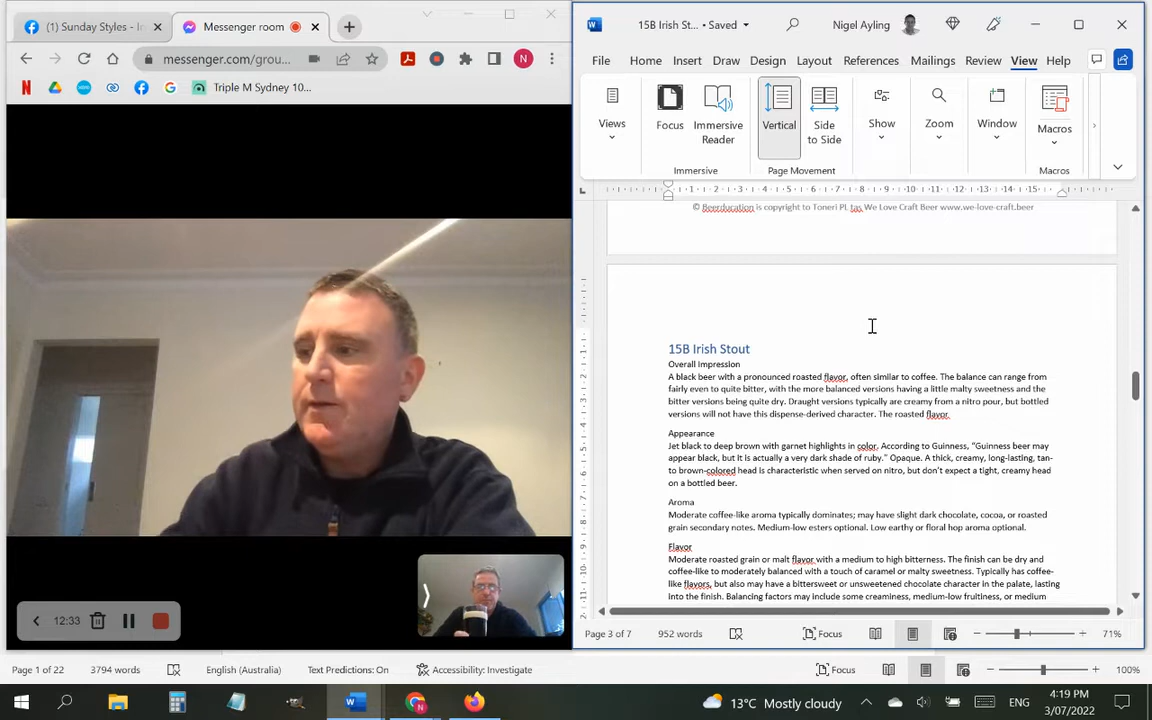 (1) Sunday Styles - In
Messenger room
messenger.com/grou...
Triple M Sydney 10...
12:33
15B Irish St... • Saved
Nigel Ayling
File Home Insert Draw Design Layout References Mailings Review View Help
Views
Focus
Immersive Reader
Vertical
Side to Side
Show
Zoom
Window
Macros
Immersive
Page Movement
Macros
© Beerducation is copyright to Toneri PL tas We Love Craft Beer www.we-love-craft.beer
15B Irish Stout
Overall Impression
A black beer with a pronounced roasted flavor, often similar to coffee. The balance can range from
fairly even to quite bitter, with the more balanced versions having a little malty sweetness and the
bitter versions being quite dry. Draught versions typically are creamy from a nitro pour, but bottled
versions will not have this dispense-derived character. The roasted flavor.
Appearance
Jet black to deep brown with garnet highlights in color. According to Guinness, “Guinness beer may
appear black, but it is actually a very dark shade of ruby.” Opaque. A thick, creamy, long-lasting, tan-
to brown-colored head is characteristic when served on nitro, but don’t expect a tight, creamy head
on a bottled beer.
Aroma
Moderate coffee-like aroma typically dominates; may have slight dark chocolate, cocoa, or roasted
grain secondary notes. Medium-low esters optional. Low earthy or floral hop aroma optional.
Flavor
Moderate roasted grain or malt flavor with a medium to high bitterness. The finish can be dry and
coffee-like to moderately balanced with a touch of caramel or malty sweetness. Typically has coffee-
like flavors, but also may have a bittersweet or unsweetened chocolate character in the palate, lasting
into the finish. Balancing factors may include some creaminess, medium-low fruitiness, or medium
Page 3 of 7 952 words Focus 71%
Page 1 of 22 3794 words English (Australia) Text Predictions: On Accessibility: Investigate Focus 100%
13°C Mostly cloudy ENG 4:19 PM
3/07/2022